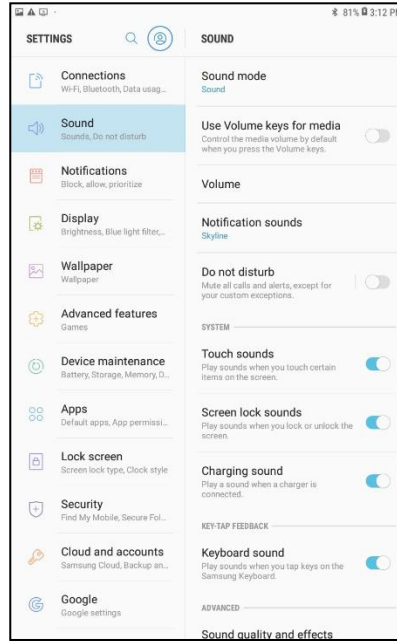 81% 3:12 PM
SETTINGS
SOUND
Connections
Wi-Fi, Bluetooth, Data usag...
Sound
Sounds, Do not disturb
Notifications
Block, allow, prioritize
Display
Brightness, Blue light filter,...
Wallpaper
Wallpaper
Advanced features
Games
Device maintenance
Battery, Storage, Memory, D...
Apps
Default apps, App permissi...
Lock screen
Screen lock type, Clock style
Security
Find My Mobile, Secure Fol...
Cloud and accounts
Samsung Cloud, Backup an...
Google
Google settings
Sound mode
Sound
Use Volume keys for media
Control the media volume by default
when you press the Volume keys.
Volume
Notification sounds
Skyline
Do not disturb
Mute all calls and alerts, except for
your custom exceptions.
SYSTEM
Touch sounds
Play sounds when you touch certain
items on the screen.
Screen lock sounds
Play sounds when you lock or unlock the
screen.
Charging sound
Play a sound when a charger is
connected.
KEY-TAP FEEDBACK
Keyboard sound
Play sounds when you tap keys on the
Samsung Keyboard.
ADVANCED
Sound quality and effects